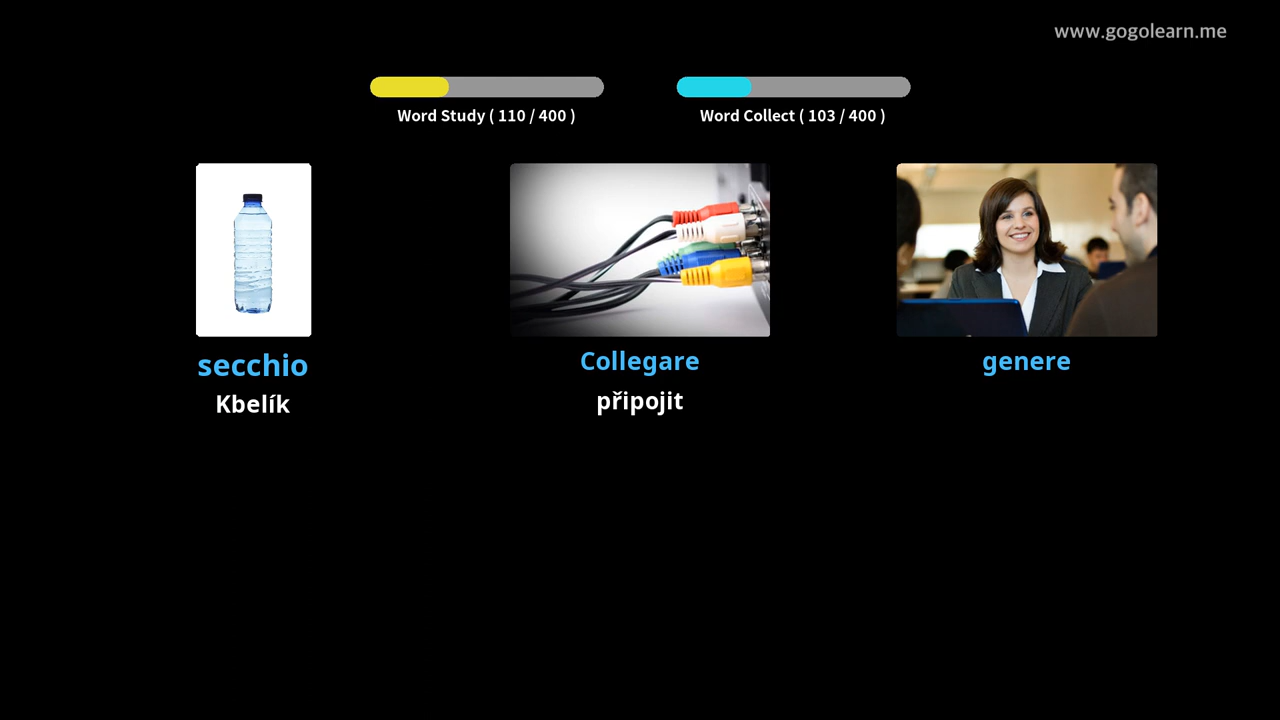 www.gogolearn.me
Word Study ( 110 / 400 )
Word Collect ( 103 / 400 )
secchio
Kbelík
Collegare
připojit
genere